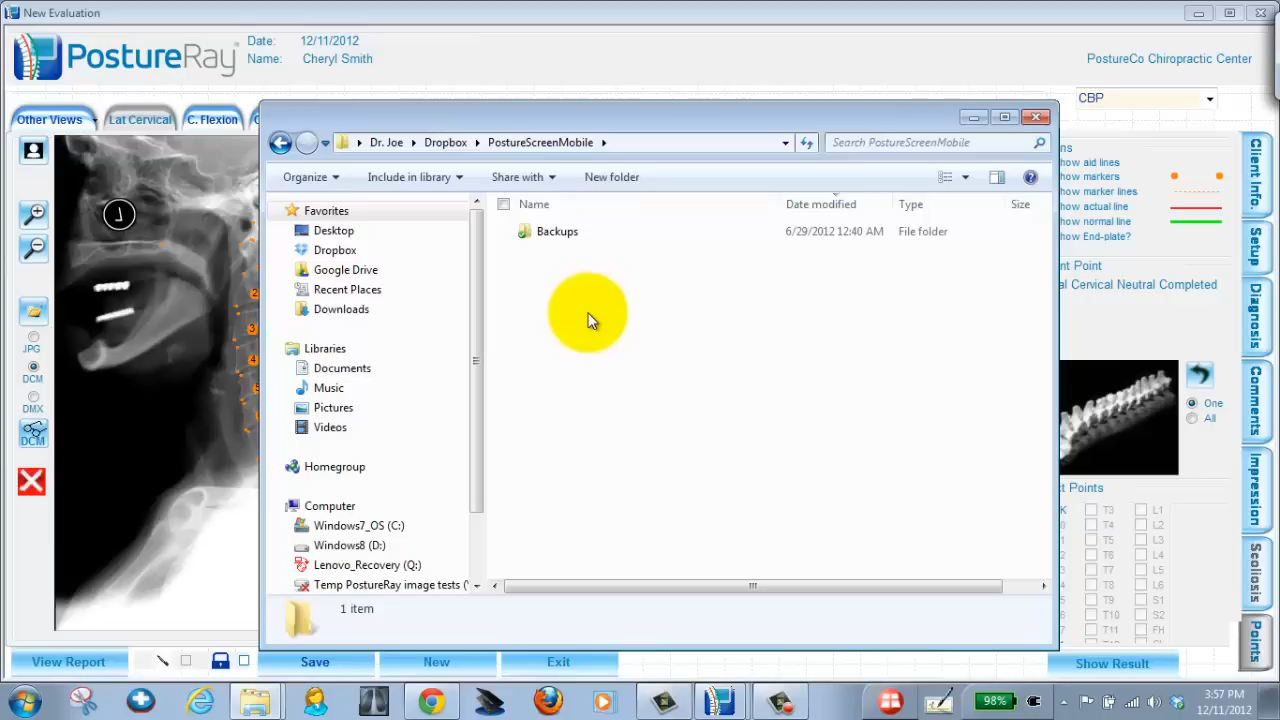 New Evaluation
PostureRay
Date: 12/11/2012
Name: Cheryl Smith
PostureCo Chiropractic Center
CBP
Other Views
Lat Cervical
C. Flexion
Dr. Joe
Dropbox
PostureScreenMobile
Search PostureScreenMobile
Organize
Include in library
Share with
New folder
Favorites
Desktop
Dropbox
Google Drive
Recent Places
Downloads
Libraries
Documents
Music
Pictures
Videos
Homegroup
Computer
Windows7_OS (C:)
Windows8 (D:)
Lenovo_Recovery (Q:)
Temp PostureRay image tests
Name
Date modified
Type
Size
Backups
6/29/2012 12:40 AM
File folder
1 item
L
2
3
4
5
JPG
DCM
DMX
DCM
ns
how aid lines
how markers
how marker lines
how actual line
how normal line
how End-plate?
nt Point
al Cervical Neutral Completed
One
All
ct Points
T3 L1
L2
T5 L3
T6 L4
T7 L5
T8 L6
T9 S1
T10 S2
T11 FH
Client Info.
Setup
Diagnosis
Comments
Impression
Scoliosis
Points
View Report
Save
New
Exit
Show Result
98%
3:57 PM
12/11/2012